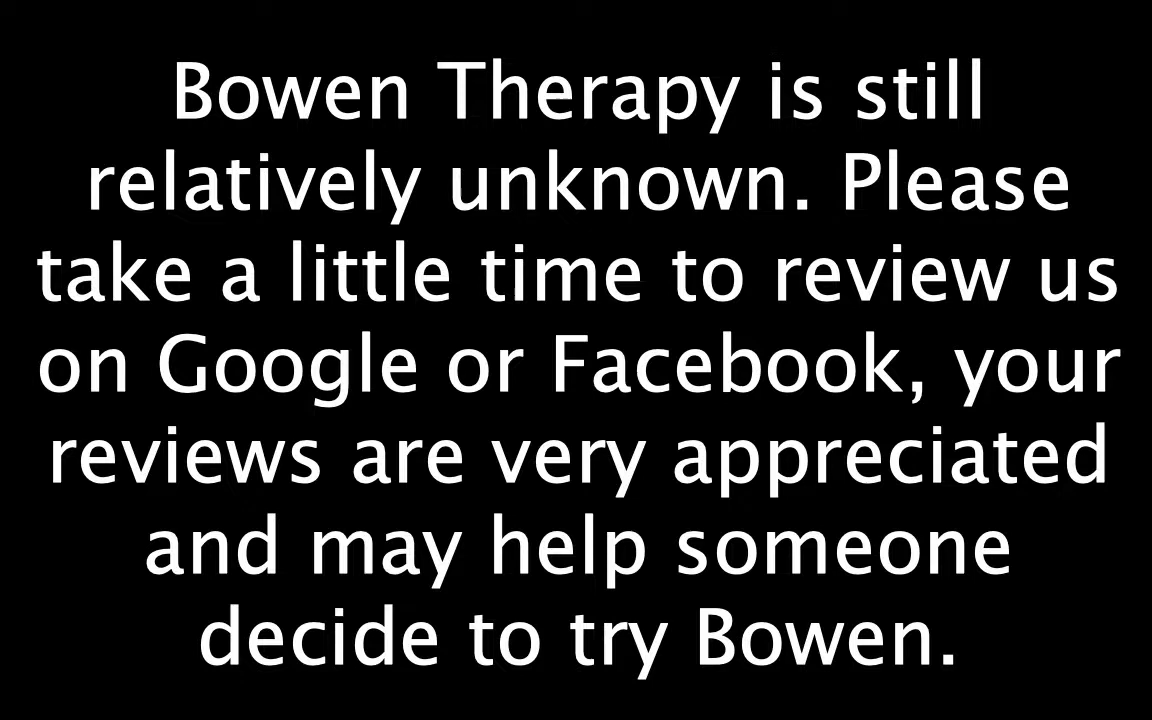 Bowen Therapy is still
relatively unknown. Please
take a little time to review us
on Google or Facebook, your
reviews are very appreciated
and may help someone
decide to try Bowen.